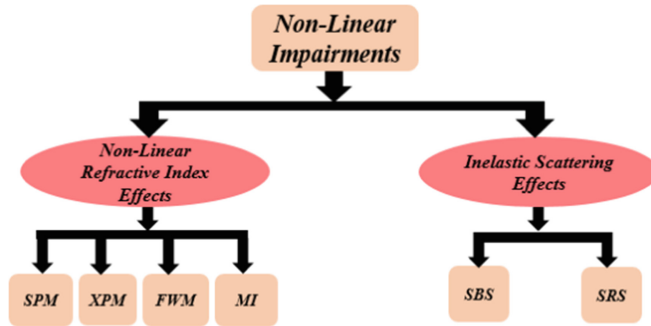 Non-Linear
Impairments
Non-Linear
Refractive Index
Effects
Inelastic Scattering
Effects
SPM
XPM
FWM
MI
SBS
SRS